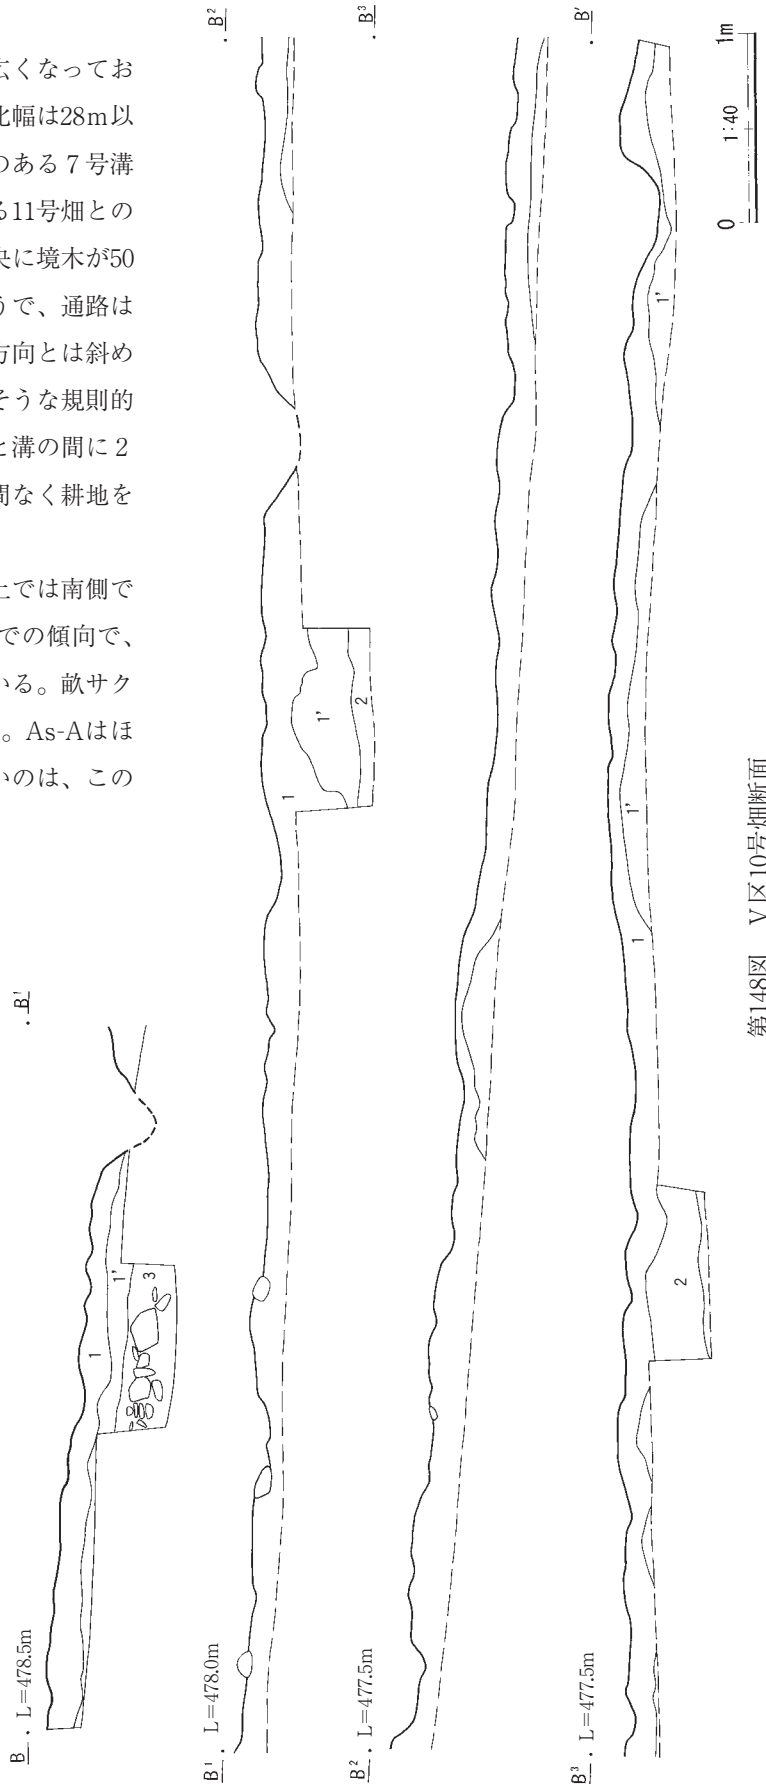 広くなってお
北幅は28m以
のある7号溝
る11号畑との
央に境木が50
うで、通路は
方向とは斜め
そうな規則的
と溝の間に2
間なく耕地を
上では南側で
での傾向で、
いる。畝サク
。As-Aはほ
いのは、この
B . L=478.5m
. B¹
1
1'
3
B¹ . L=478.0m
. B²
1
1'
2
B² . L=477.5m
. B³
B³ . L=477.5m
. B'
2
1
1'
1'
0
1:40
1m
第148図 V区10号畑断面